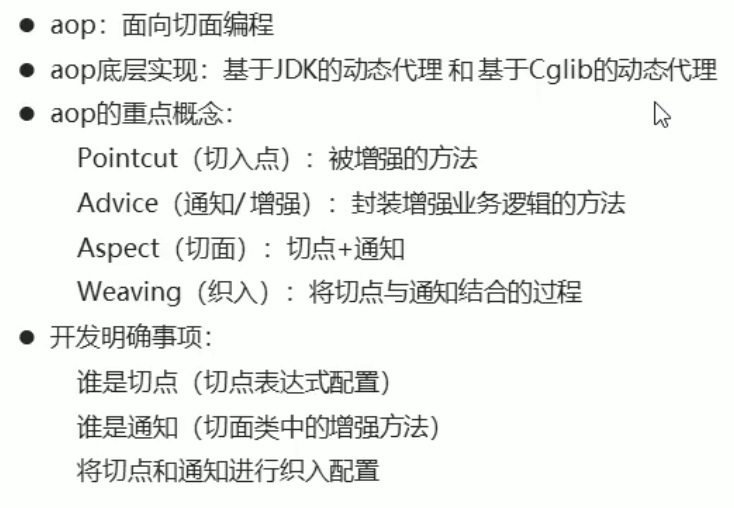 ● aop：面向切面编程
● aop底层实现：基于JDK的动态代理 和 基于Cglib的动态代理
● aop的重点概念：
Pointcut（切入点）：被增强的方法
Advice（通知/ 增强）：封装增强业务逻辑的方法
Aspect（切面）：切点+通知
Weaving（织入）：将切点与通知结合的过程
● 开发明确事项：
谁是切点（切点表达式配置）
谁是通知（切面类中的增强方法）
将切点和通知进行织入配置